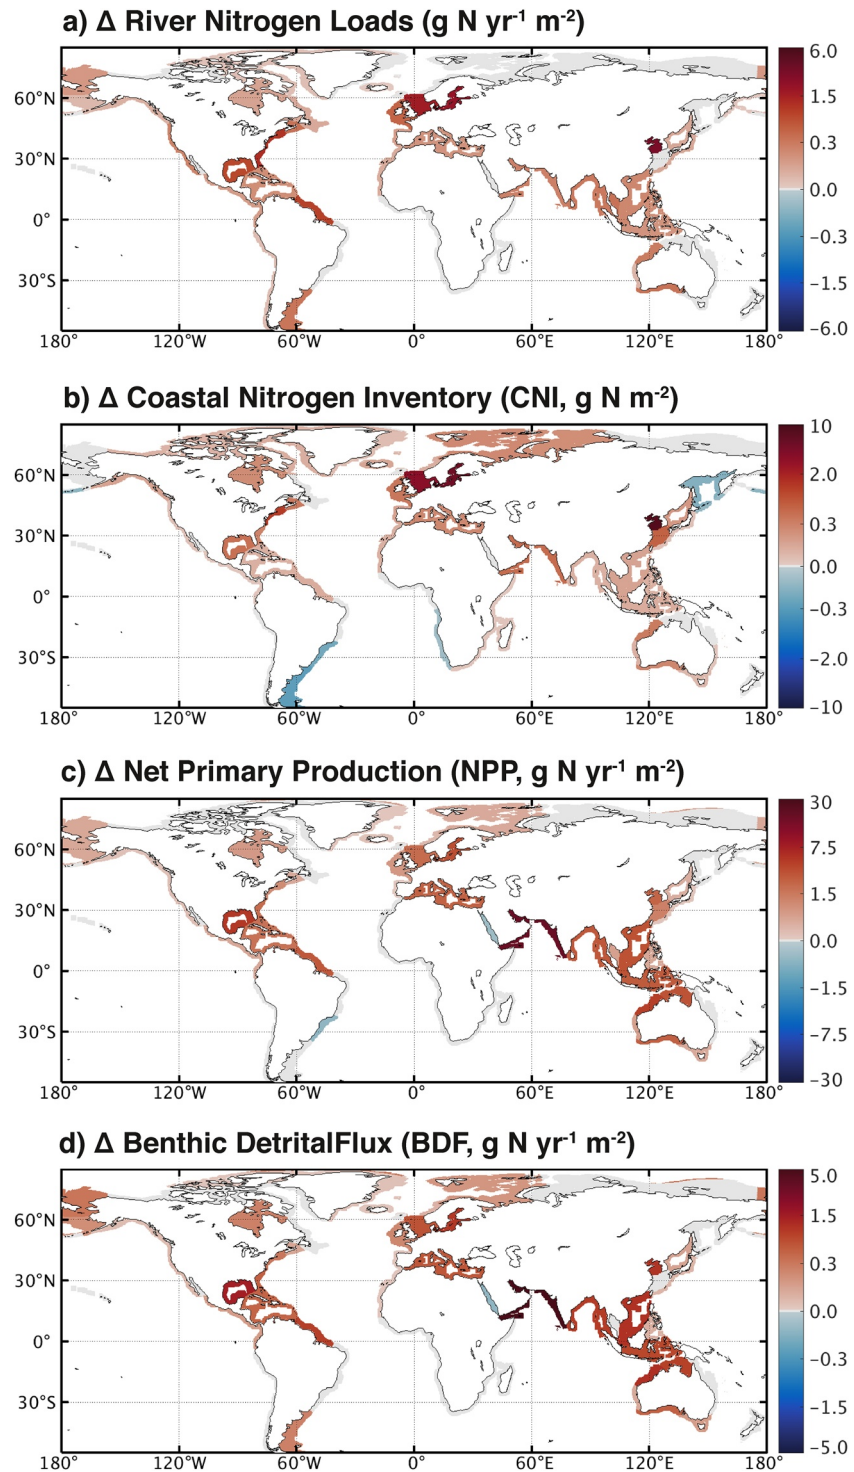 a) Δ River Nitrogen Loads (g N yr-1 m-2)
60°N
30°N
0°
30°S
180° 120°W 60°W 0° 60°E 120°E 180°
6.0
1.5
0.3
0.0
−0.3
−1.5
−6.0
b) Δ Coastal Nitrogen Inventory (CNI, g N m-2)
60°N
30°N
0°
30°S
180° 120°W 60°W 0° 60°E 120°E 180°
10
2.0
0.3
0.0
−0.3
−2.0
−10
c) Δ Net Primary Production (NPP, g N yr-1 m-2)
60°N
30°N
0°
30°S
180° 120°W 60°W 0° 60°E 120°E 180°
30
7.5
1.5
0.0
−1.5
−7.5
−30
d) Δ Benthic DetritalFlux (BDF, g N yr-1 m-2)
60°N
30°N
0°
30°S
180° 120°W 60°W 0° 60°E 120°E 180°
5.0
1.5
0.3
0.0
−0.3
−1.5
−5.0